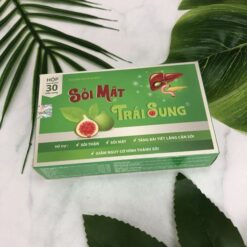 HỘP
30
SỎI MẬT
TRÁI SUNG
SỎI THẬN
SỎI MẬT
TĂNG BÀI TIẾT LẮNG CẶN SỎI
GIẢM NGUY CƠ HÌNH THÀNH SỎI